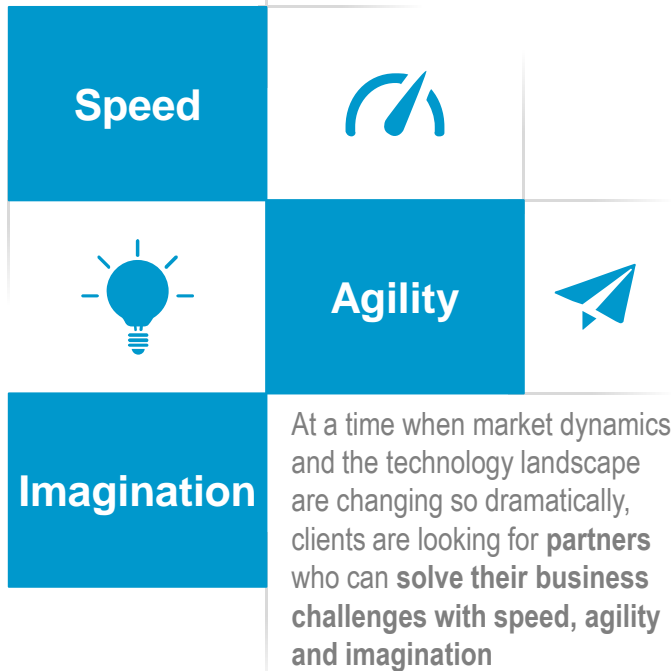 Speed
Agility
Imagination
At a time when market dynamics
and the technology landscape
are changing so dramatically,
clients are looking for partners
who can solve their business
challenges with speed, agility
and imagination